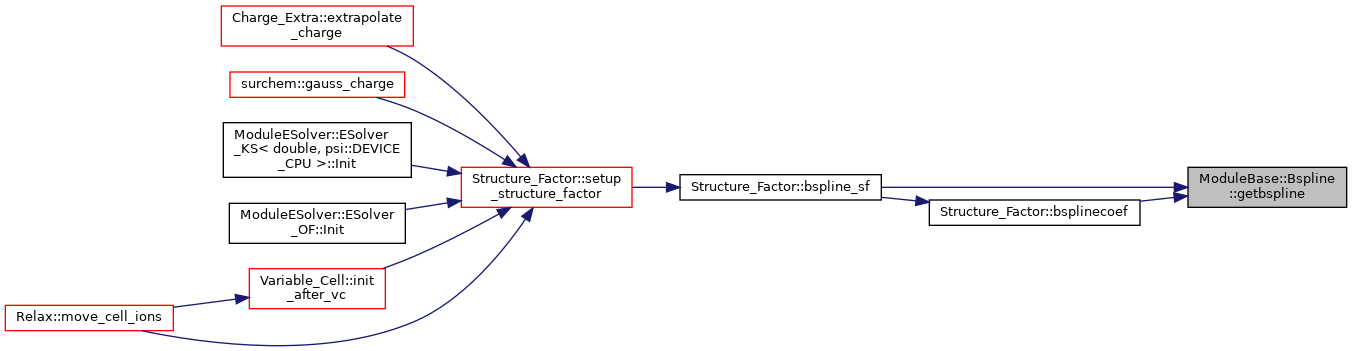 Charge_Extra::extrapolate
_charge
surchem::gauss_charge
ModuleESolver::ESolver
_KS< double, psi::DEVICE
_CPU >::Init
ModuleESolver::ESolver
_OF::Init
Variable_Cell::init
_after_vc
Relax::move_cell_ions
Structure_Factor::setup
_structure_factor
Structure_Factor::bspline_sf
Structure_Factor::bsplinecoef
ModuleBase::Bspline
::getbspline